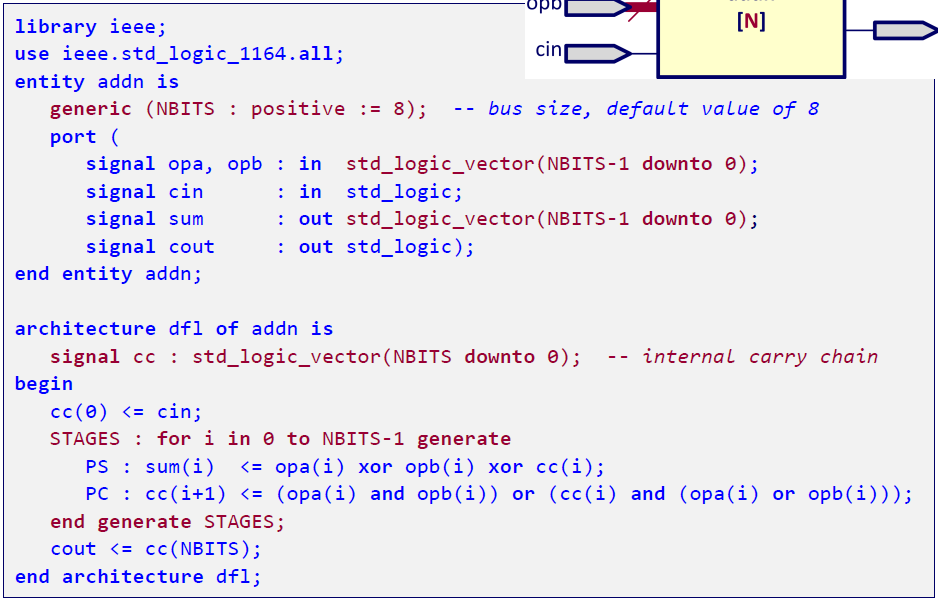 library ieee;
use ieee.std_logic_1164.all;
entity addn is
   generic (NBITS : positive := 8);  -- bus size, default value of 8
   port (
      signal opa, opb : in  std_logic_vector(NBITS-1 downto 0);
      signal cin      : in  std_logic;
      signal sum      : out std_logic_vector(NBITS-1 downto 0);
      signal cout     : out std_logic);
end entity addn;

architecture dfl of addn is
   signal cc : std_logic_vector(NBITS downto 0);  -- internal carry chain
begin
   cc(0) <= cin;
   STAGES : for i in 0 to NBITS-1 generate
      PS : sum(i)  <= opa(i) xor opb(i) xor cc(i);
      PC : cc(i+1) <= (opa(i) and opb(i)) or (cc(i) and (opa(i) or opb(i)));
   end generate STAGES;
   cout <= cc(NBITS);
end architecture dfl;
opb
[N]
cin